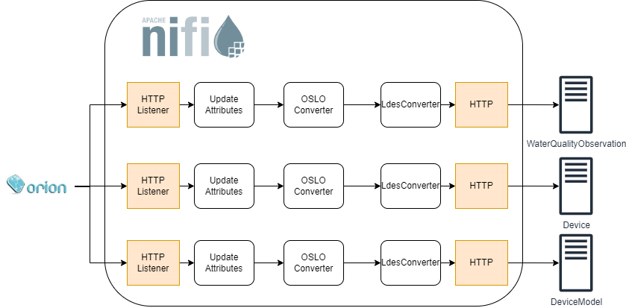 APACHE
nifi
HTTP
Listener
Update
Attributes
OSLO
Converter
LdesConverter
HTTP
WaterQualityObservation
orion
HTTP
Listener
Update
Attributes
OSLO
Converter
LdesConverter
HTTP
Device
HTTP
Listener
Update
Attributes
OSLO
Converter
LdesConverter
HTTP
DeviceModel